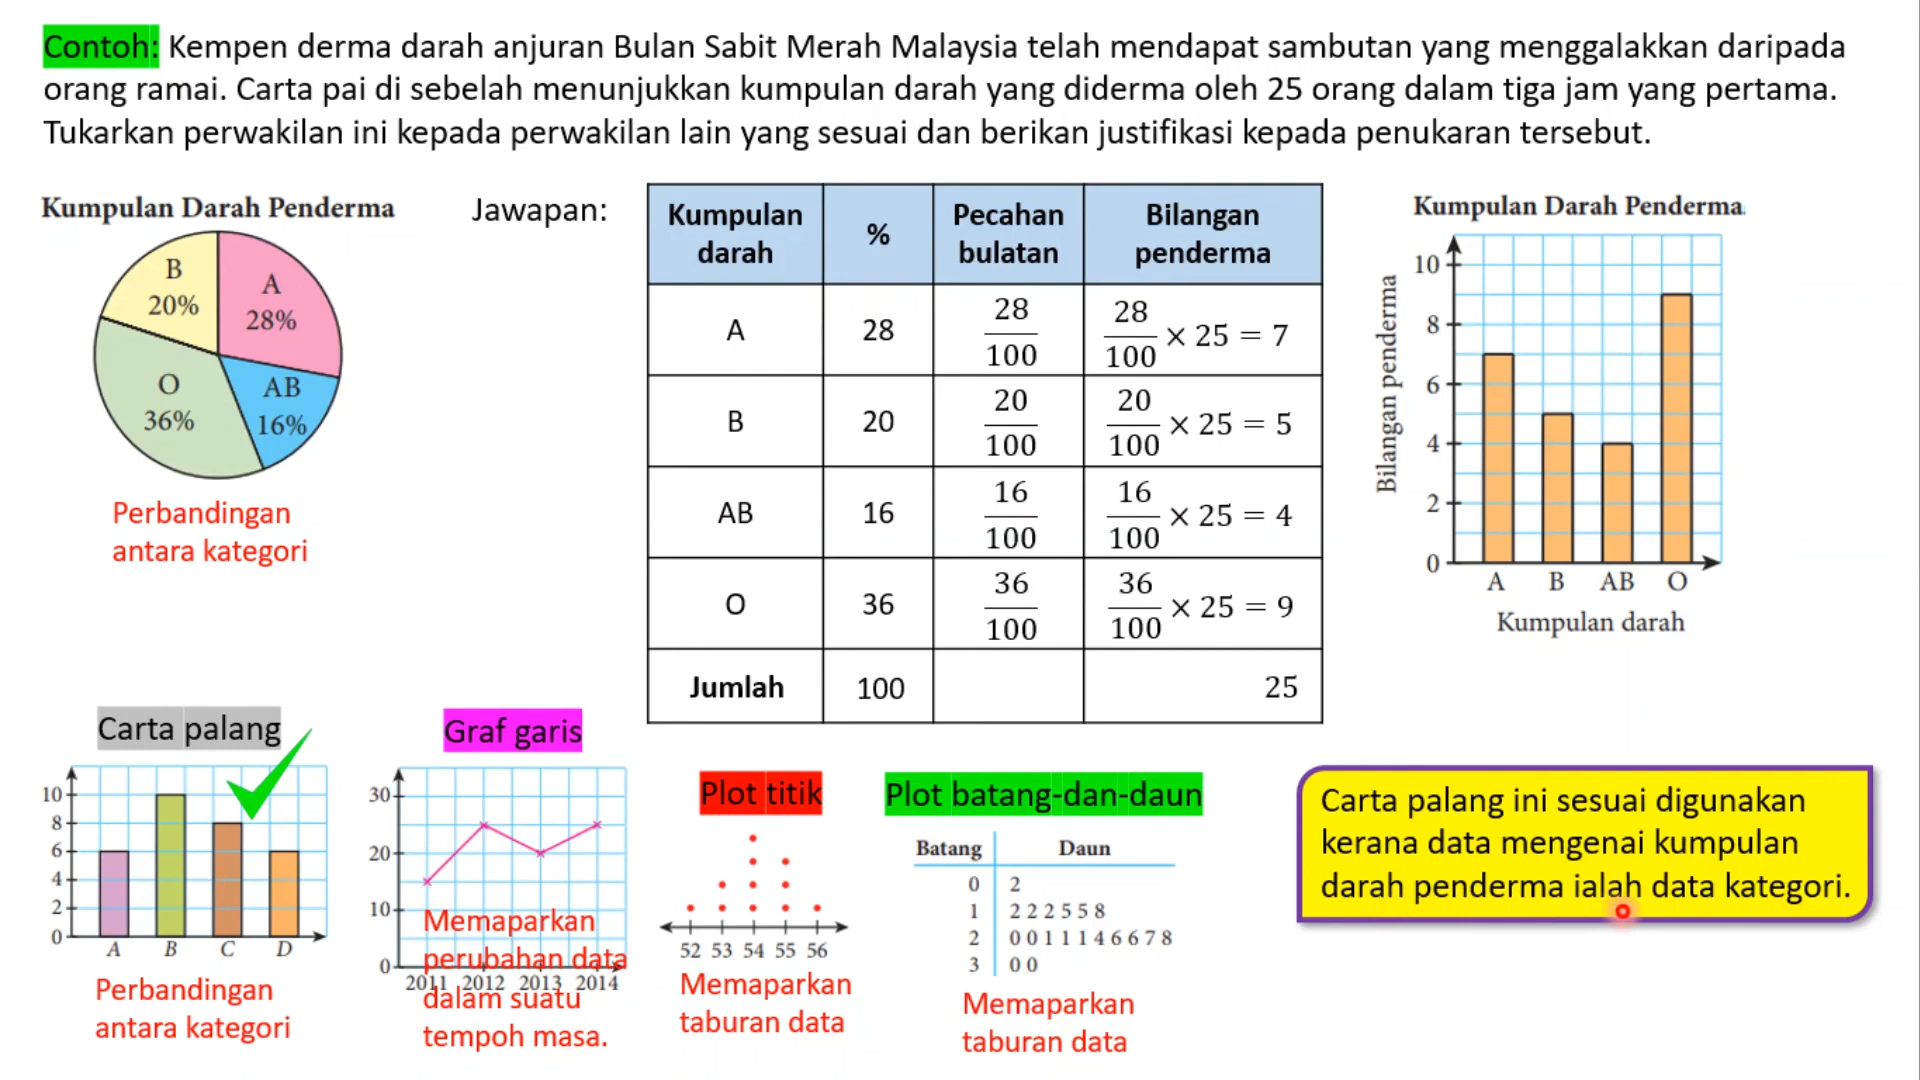 Contoh: Kempen derma darah anjuran Bulan Sabit Merah Malaysia telah mendapat sambutan yang menggalakkan daripada
orang ramai. Carta pai di sebelah menunjukkan kumpulan darah yang diderma oleh 25 orang dalam tiga jam yang pertama.
Tukarkan perwakilan ini kepada perwakilan lain yang sesuai dan berikan justifikasi kepada penukaran tersebut.
Kumpulan Darah Penderma
B
20%
A
28%
O
36%
AB
16%
Perbandingan
antara kategori
Jawapan:
Kumpulan darah % Pecahan bulatan Bilangan penderma
A 28 28/100 28/100 × 25 = 7
B 20 20/100 20/100 × 25 = 5
AB 16 16/100 16/100 × 25 = 4
O 36 36/100 36/100 × 25 = 9
Jumlah 100 25
Kumpulan Darah Penderma
Bilangan penderma
10
8
6
4
2
0
A B AB O
Kumpulan darah
Carta palang
10
8
6
4
2
0
A B C D
Perbandingan
antara kategori
Graf garis
30
20
10
0
2011 2012 2013 2014
Memaparkan
perubahan data
dalam suatu
tempoh masa.
Plot titik
52 53 54 55 56
Memaparkan
taburan data
Plot batang-dan-daun
Batang Daun
0 2
1 2 2 2 5 5 8
2 0 0 1 1 1 4 6 6 7 8
3 0 0
Memaparkan
taburan data
Carta palang ini sesuai digunakan
kerana data mengenai kumpulan
darah penderma ialah data kategori.